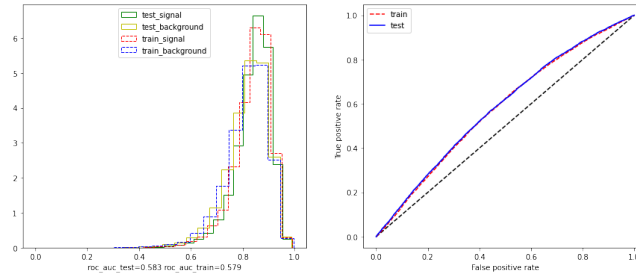 test_signal
test_background
train_signal
train_background
6
5
4
3
2
1
0
0.0 0.2 0.4 0.6 0.8 1.0
roc_auc_test=0.583 roc_auc_train=0.579
train
test
1.0
0.8
0.6
0.4
0.2
0.0
True positive rate
0.0 0.2 0.4 0.6 0.8 1.0
False positive rate